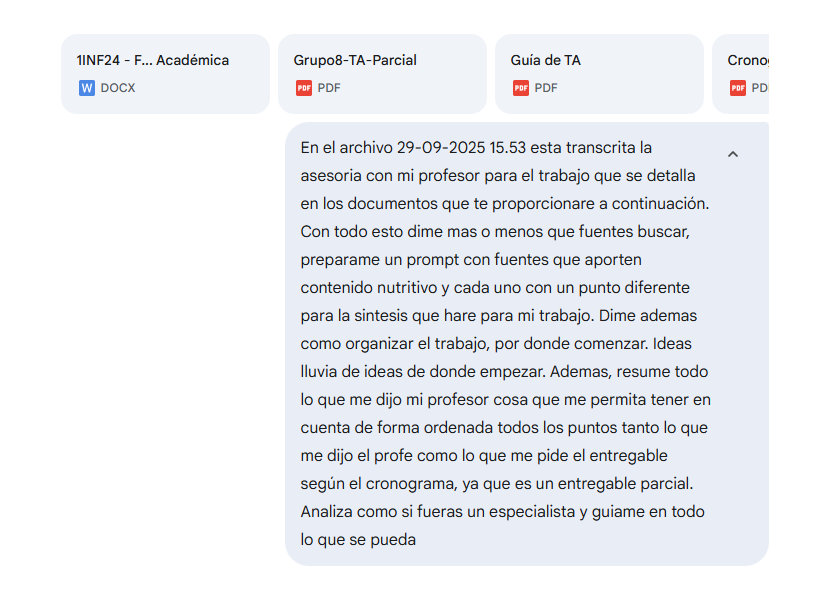 1INF24 - F... Académica
W DOCX
Grupo8-TA-Parcial
PDF PDF
Guía de TA
PDF PDF
Crono
PDF PD
En el archivo 29-09-2025 15.53 esta transcrita la
asesoria con mi profesor para el trabajo que se detalla
en los documentos que te proporcionare a continuación.
Con todo esto dime mas o menos que fuentes buscar,
preparame un prompt con fuentes que aporten
contenido nutritivo y cada uno con un punto diferente
para la sintesis que hare para mi trabajo. Dime ademas
como organizar el trabajo, por donde comenzar. Ideas
lluvia de ideas de donde empezar. Ademas, resume todo
lo que me dijo mi profesor cosa que me permita tener en
cuenta de forma ordenada todos los puntos tanto lo que
me dijo el profe como lo que me pide el entregable
según el cronograma, ya que es un entregable parcial.
Analiza como si fueras un especialista y guiame en todo
lo que se pueda